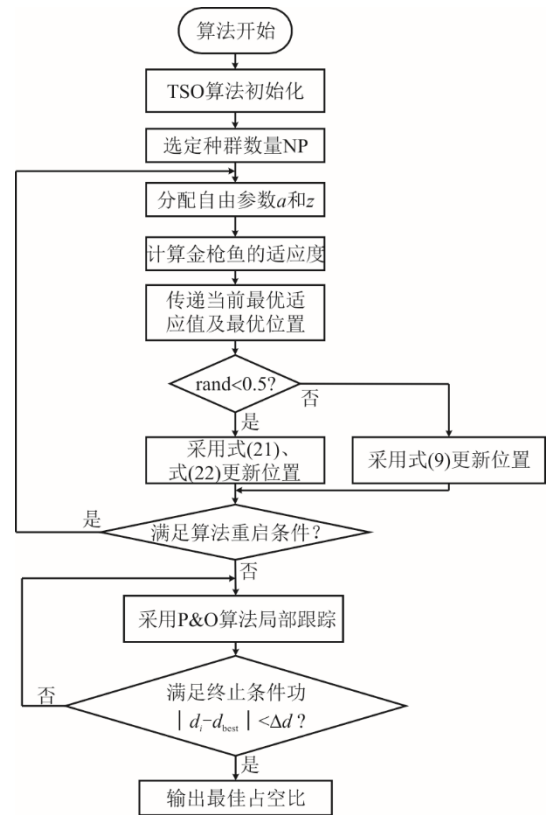 算法开始
TSO算法初始化
选定种群数量NP
分配自由参数a和z
计算金枪鱼的适应度
传递当前最优适
应值及最优位置
rand<0.5?
否
是
采用式(21)、
式(22)更新位置
采用式(9)更新位置
是
满足算法重启条件?
否
采用P&O算法局部跟踪
否
满足终止条件功
|di-dbest|<Δd?
是
输出最佳占空比